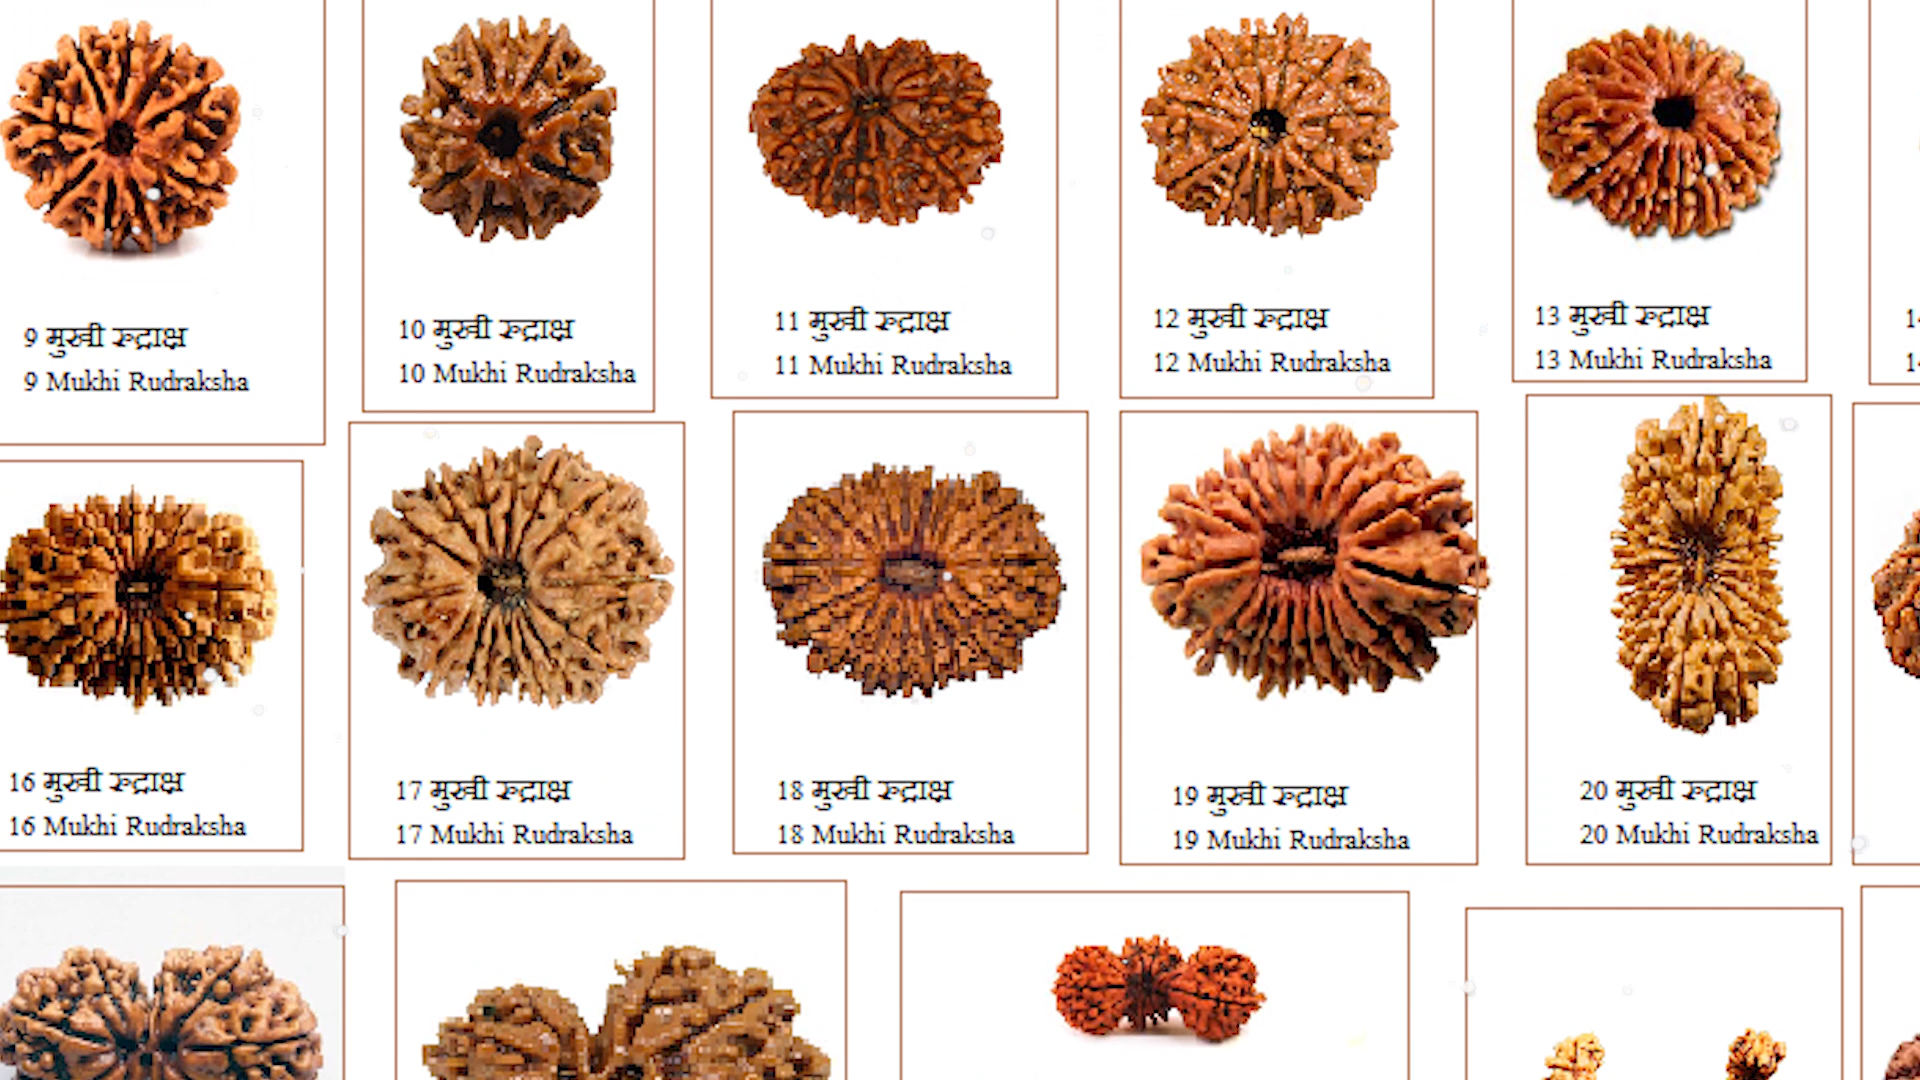 9 मुखी रुद्राक्ष
9 Mukhi Rudraksha
10 मुखी रुद्राक्ष
10 Mukhi Rudraksha
11 मुखी रुद्राक्ष
11 Mukhi Rudraksha
12 मुखी रुद्राक्ष
12 Mukhi Rudraksha
13 मुखी रुद्राक्ष
13 Mukhi Rudraksha
16 मुखी रुद्राक्ष
16 Mukhi Rudraksha
17 मुखी रुद्राक्ष
17 Mukhi Rudraksha
18 मुखी रुद्राक्ष
18 Mukhi Rudraksha
19 मुखी रुद्राक्ष
19 Mukhi Rudraksha
20 मुखी रुद्राक्ष
20 Mukhi Rudraksha